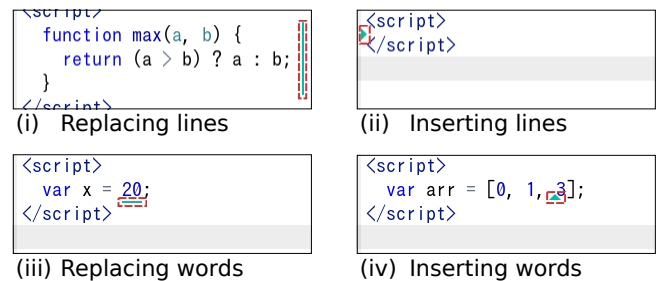 <script>
function max(a, b) {
return (a > b) ? a : b;
}
</script>
(i) Replacing lines
<script>
</script>
(ii) Inserting lines
<script>
var x = 20;
</script>
(iii) Replacing words
<script>
var arr = [0, 1, 3];
</script>
(iv) Inserting words